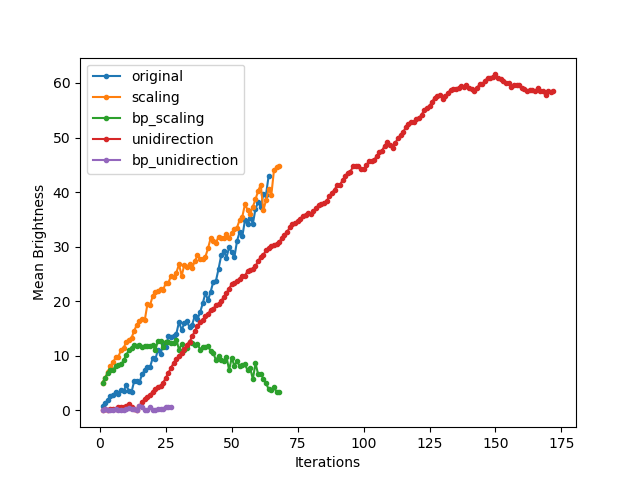 original
scaling
bp_scaling
unidirection
bp_unidirection
60
50
40
30
20
10
0
Mean Brightness
0 25 50 75 100 125 150 175
Iterations